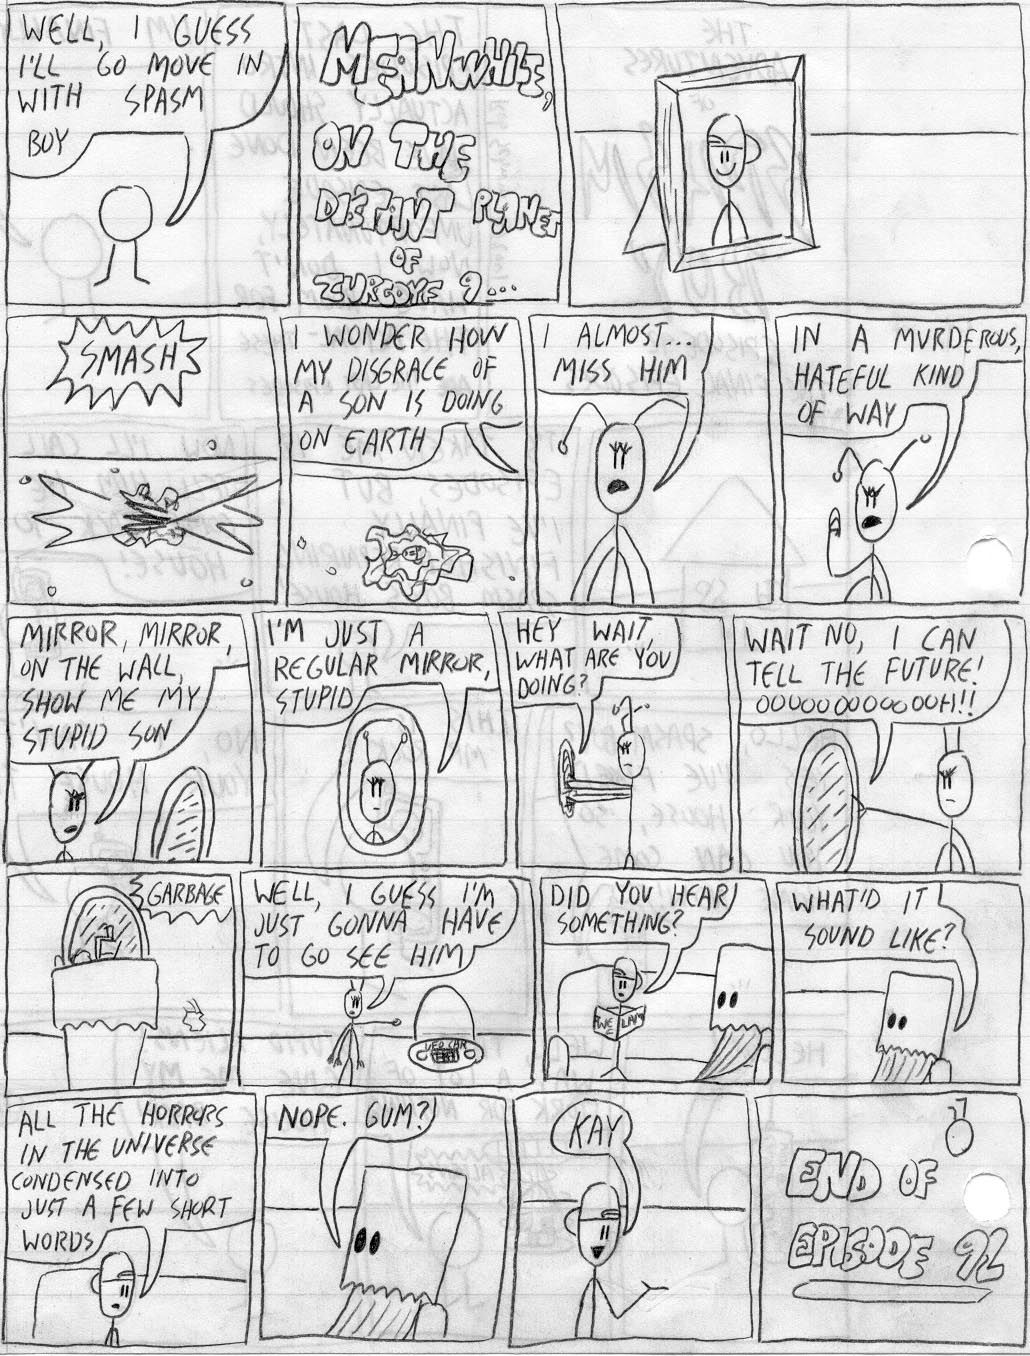 WELL, I GUESS
I'LL GO MOVE IN
WITH SPASM
BOY
MEANWHILE,
ON THE
DISTANT PLANET
OF
ZURGOYF 9...
SMASH
I WONDER HOW
MY DISGRACE OF
A SON IS DOING
ON EARTH
I ALMOST...
MISS HIM
IN A MURDEROUS,
HATEFUL KIND
OF WAY
MIRROR, MIRROR,
ON THE WALL,
SHOW ME MY
STUPID SON
I'M JUST A
REGULAR MIRROR,
STUPID
HEY WAIT,
WHAT ARE YOU
DOING?
WAIT NO, I CAN
TELL THE FUTURE!
OOUOOOOOOOOOH!!
GARBAGE
WELL, I GUESS I'M
JUST GONNA HAVE
TO GO SEE HIM
UFO CAR
DID YOU HEAR
SOMETHING?
WHAT'D IT
SOUND LIKE?
ALL THE HORRORS
IN THE UNIVERSE
CONDENSED INTO
JUST A FEW SHORT
WORDS
NOPE. GUM?
KAY
END OF
EPISODE 92